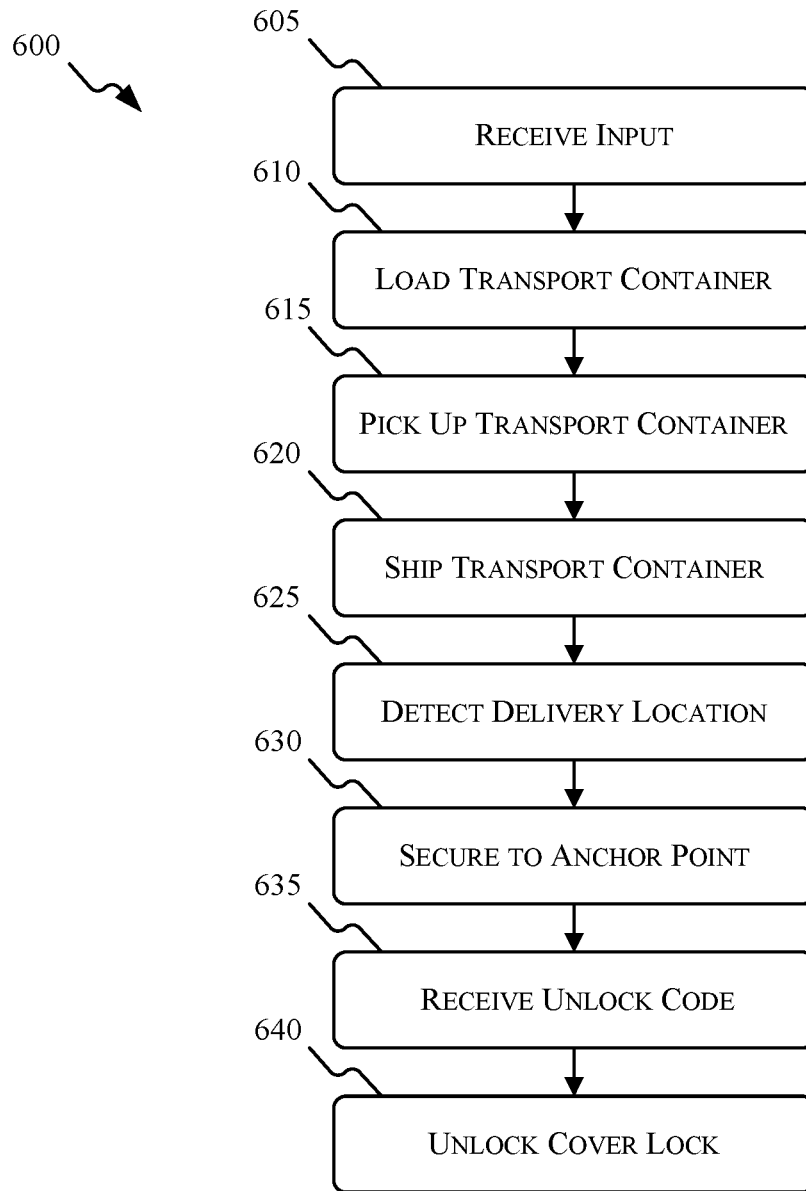 600
605
RECEIVE INPUT
610
LOAD TRANSPORT CONTAINER
615
PICK UP TRANSPORT CONTAINER
620
SHIP TRANSPORT CONTAINER
625
DETECT DELIVERY LOCATION
630
SECURE TO ANCHOR POINT
635
RECEIVE UNLOCK CODE
640
UNLOCK COVER LOCK